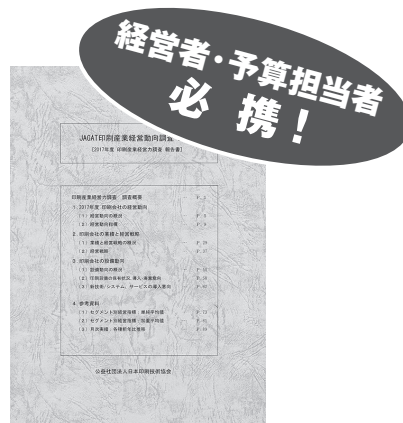 経営者・予算担当者
必携！
JAGAT印刷産業経営動向調査
［2017年度 印刷産業経営力調査 報告書］
印刷産業経営力調査 調査概要
1. 2017年度 印刷会社の経営動向
（1）経営動向の概況
（2）経営動向指標
2. 印刷会社の業績と経営戦略
（1）業績と経営戦略の概況
（2）経営戦略
3. 印刷会社の設備動向
（1）設備動向の概況
（2）印刷設備の保有状況、導入・廃棄動向
（3）新技術／システム、サービスの導入意向
4. 参考資料
（1）セグメント別経営指標：単純平均値
（2）セグメント別経営指標：加重平均値
（3）月次実績：各種前年比推移
公益社団法人日本印刷技術協会